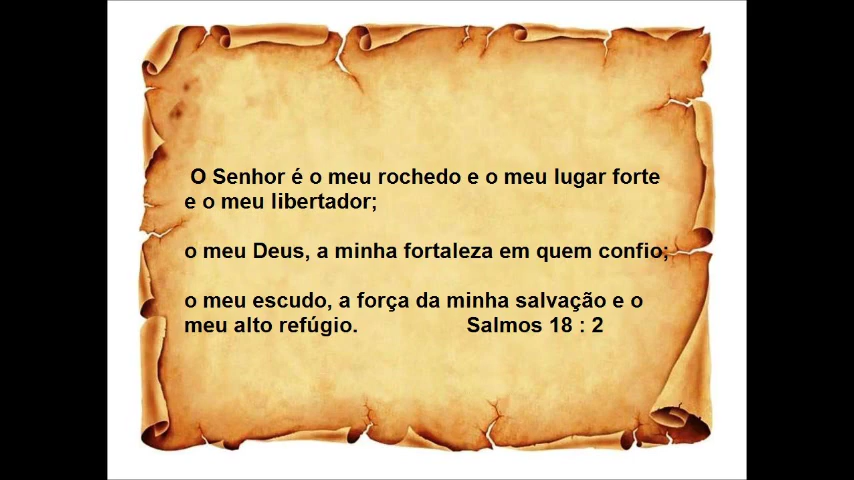 O Senhor é o meu rochedo e o meu lugar forte
e o meu libertador;
o meu Deus, a minha fortaleza em quem confio;
o meu escudo, a força da minha salvação e o
meu alto refúgio. Salmos 18 : 2